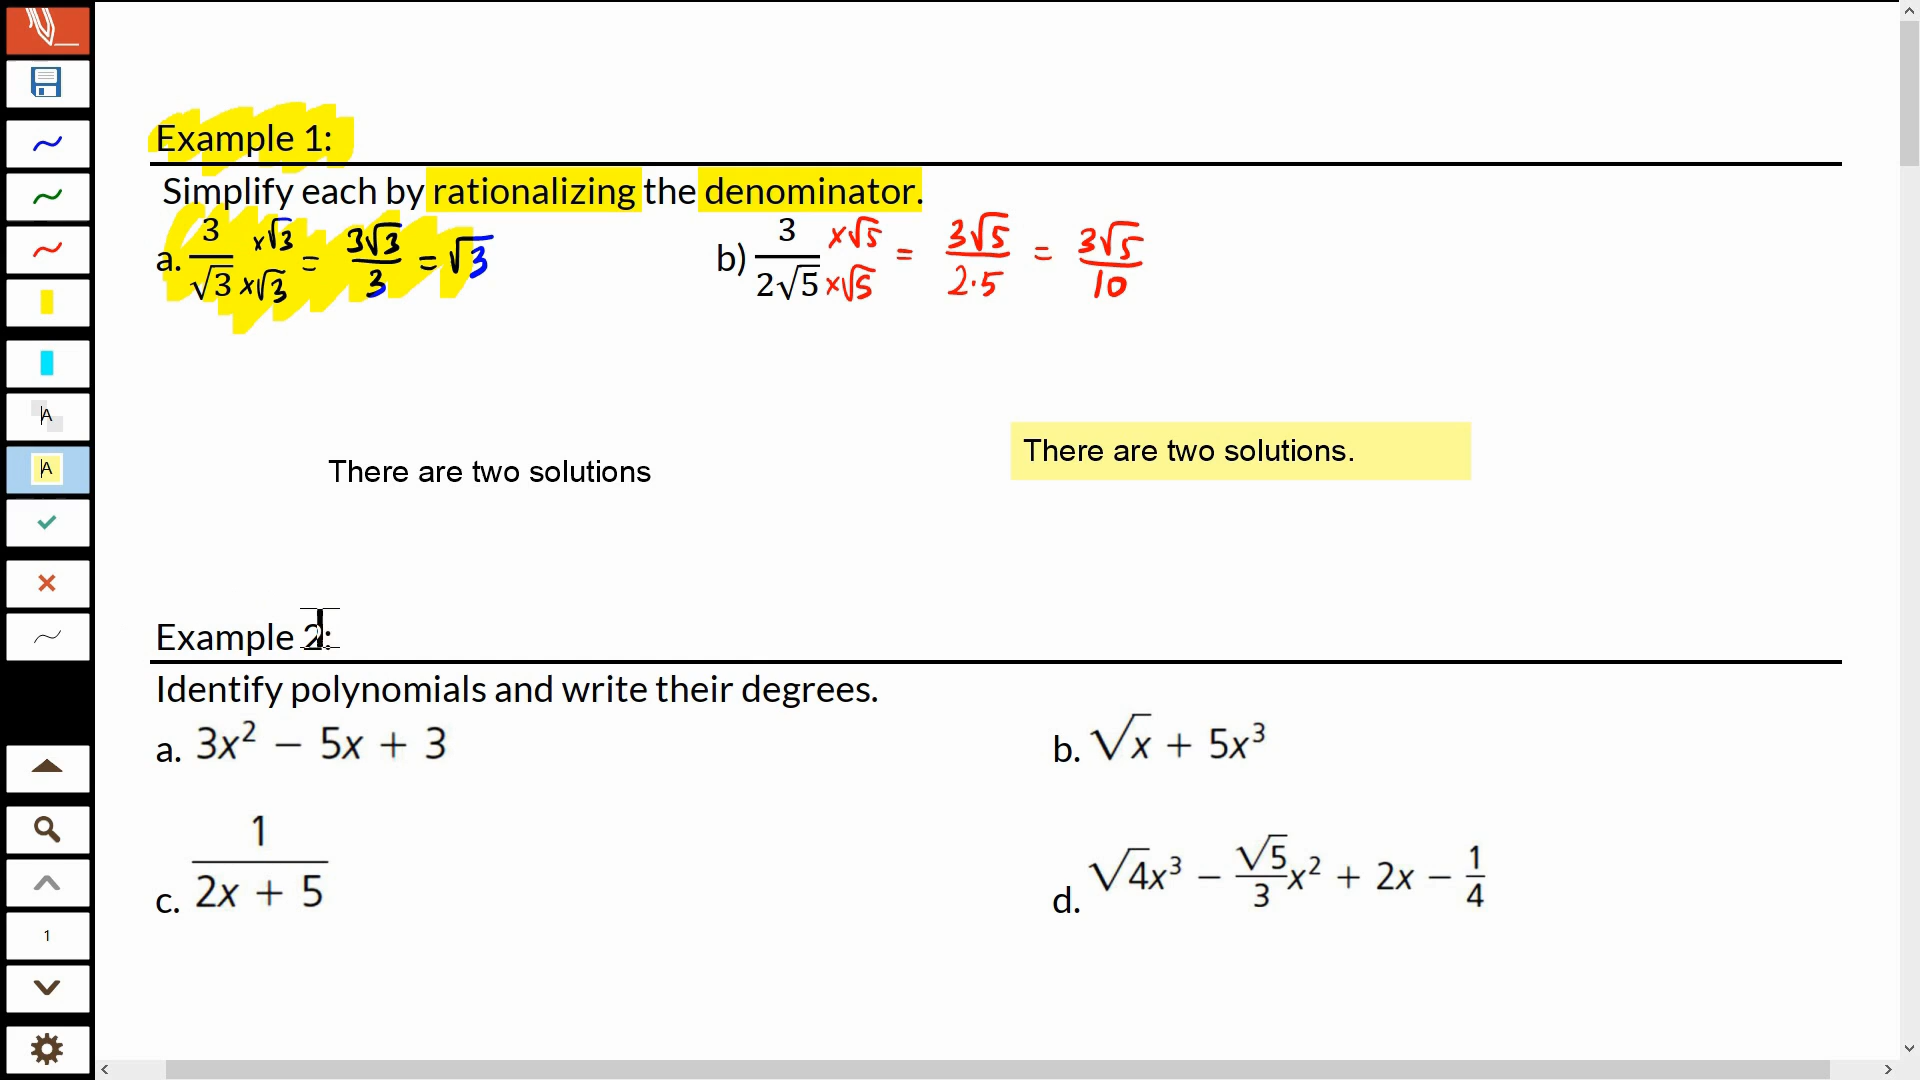 Example 1:
Simplify each by rationalizing the denominator.
a. 3/√3 ×√3/×√3 = 3√3/3 = √3
b) 3/2√5 ×√5/×√5 = 3√5/2·5 = 3√5/10
There are two solutions
There are two solutions.
Example 2:
Identify polynomials and write their degrees.
a. 3x² − 5x + 3
b. √x + 5x³
c. 1/2x + 5
d. √4x³ − √5/3x² + 2x − 1/4
A
A
1